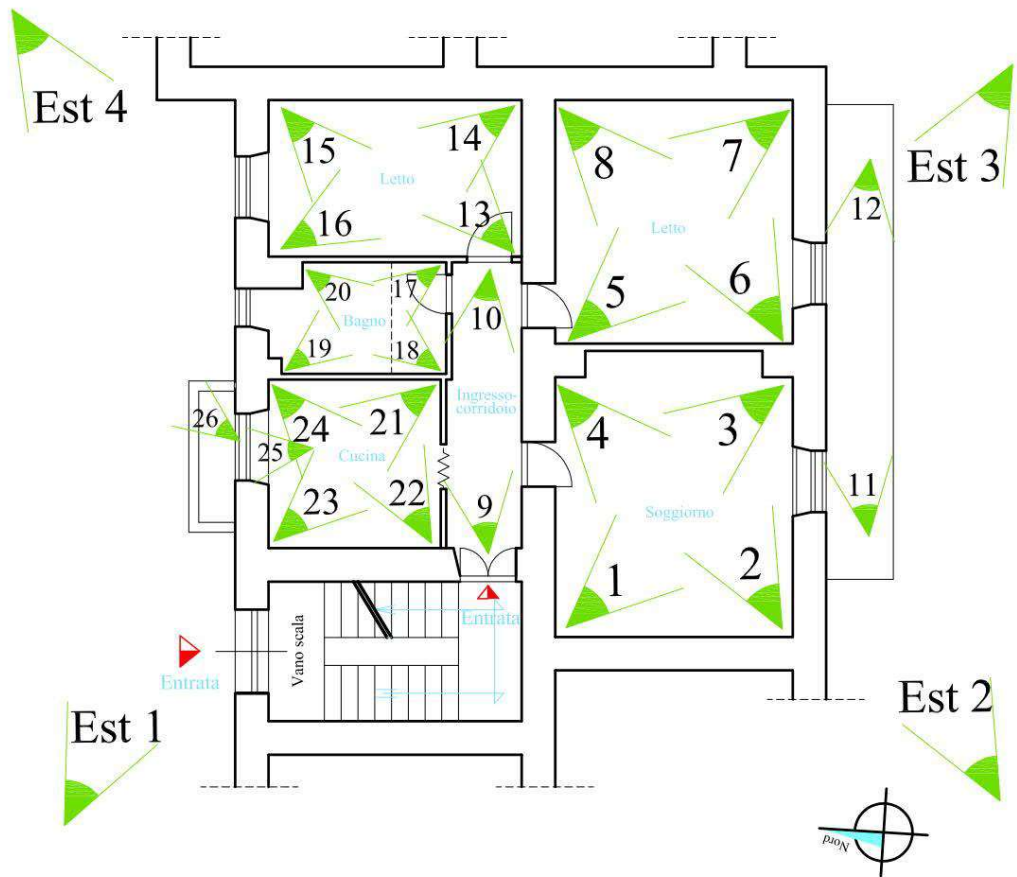 Est 4
Est 3
15
14
8
7
12
Letto
16
13
Letto
5
6
20
17
10
Bagno
19
18
Ingresso-
corridoio
26
24
21
4
3
25
Cucina
23
22
9
11
Soggiorno
1
2
Entrata
Vano scala
Entrata
Est 1
Est 2
Nord